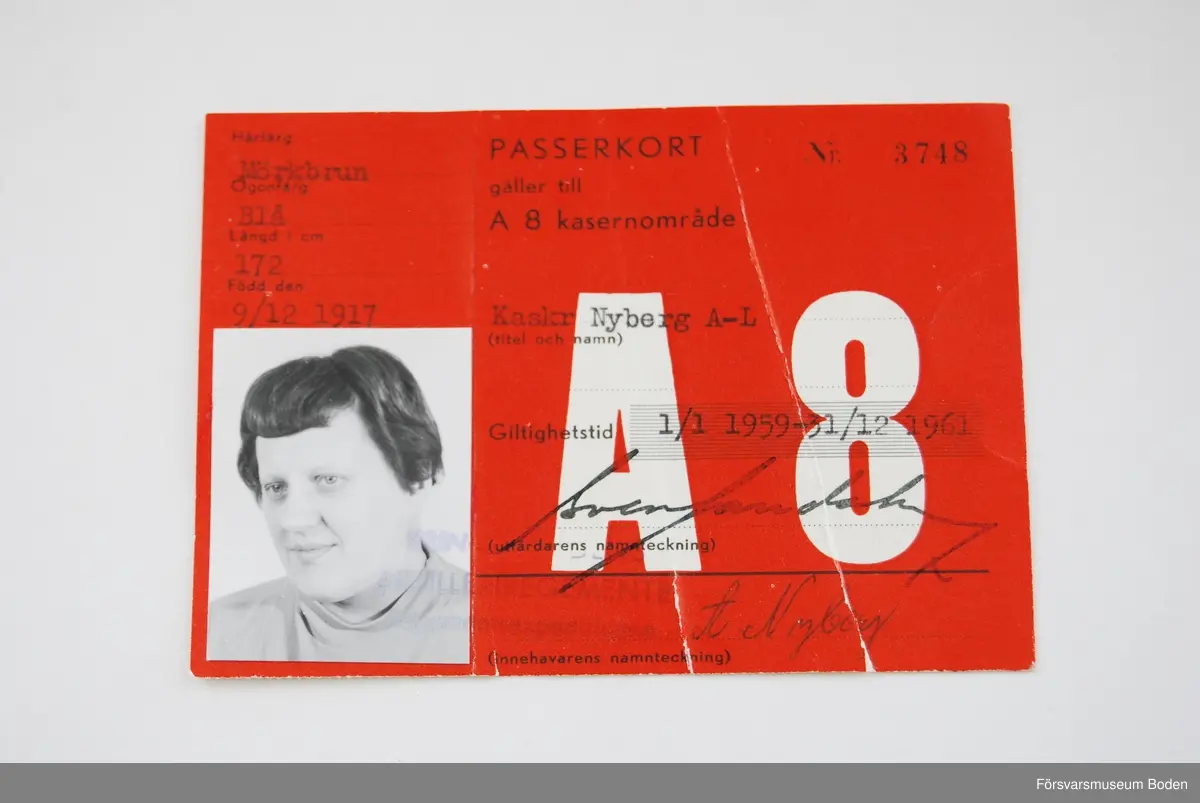 Hårfärg
Mörkbrun
Ögonfärg
Blå
Längd i cm
172
Född den
9/12 1917
PASSERKORT
Nr 3748
gäller till
A 8 kasernområde
Kaskr Nyberg A-L
(titel och namn)
A 8
Giltighetstid 1/1 1959-31/12 1961
(utfärdarens namnteckning)
A Nyberg
(innehavarens namnteckning)
Försvarsmuseum Boden